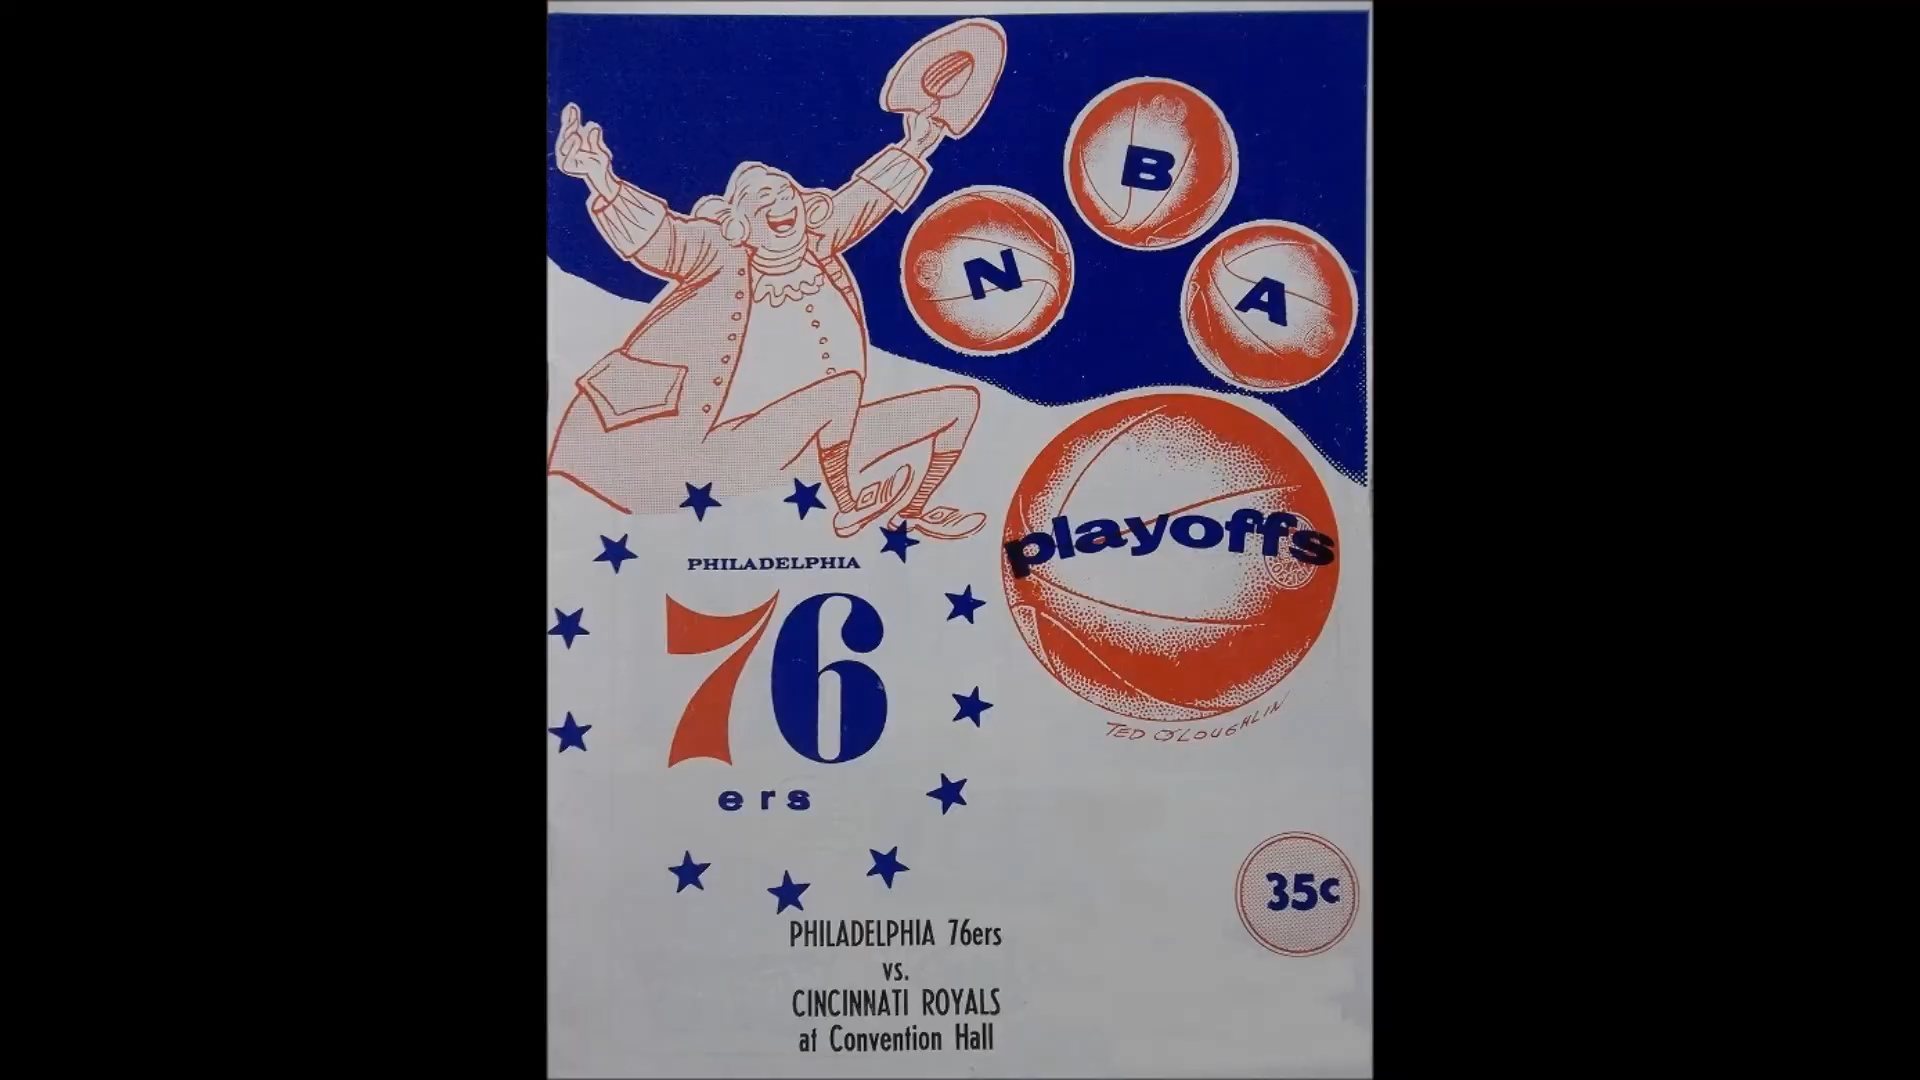 N
B
A
playoffs
TED O'LOUGHLIN
PHILADELPHIA
76
ers
35c
PHILADELPHIA 76ers
vs.
CINCINNATI ROYALS
at Convention Hall